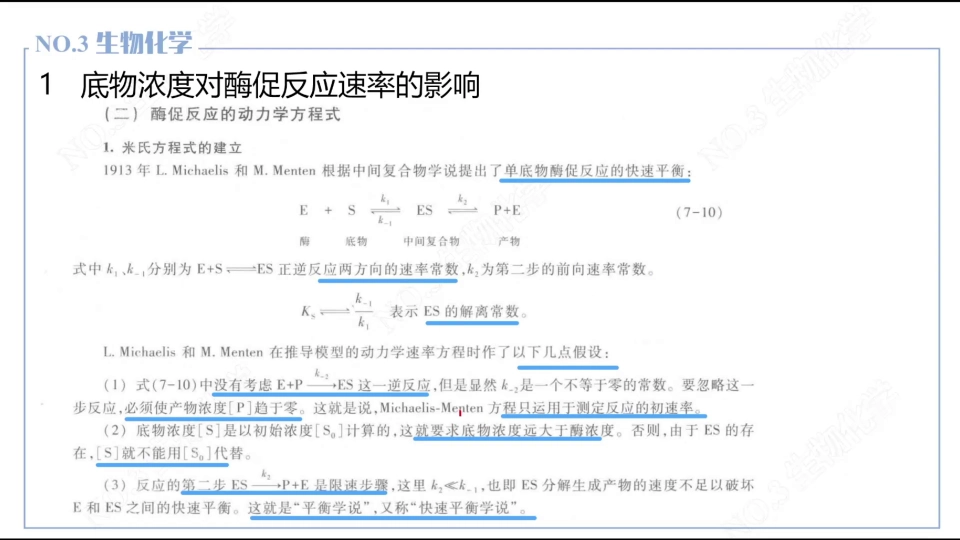 NO.3 生物化学
1 底物浓度对酶促反应速率的影响
(二) 酶促反应的动力学方程式
1. 米氏方程式的建立
1913 年 L. Michaelis 和 M. Menten 根据中间复合物学说提出了单底物酶促反应的快速平衡:
k₁ k₂
E + S ⇌ ES ⇌ P+E (7-10)
k₋₁
酶 底物 中间复合物 产物
式中 k₁、k₋₁分别为 E+S⇌ES 正逆反应两方向的速率常数,k₂为第二步的前向速率常数。
Kₛ ⇌ k₋₁/k₁ 表示 ES 的解离常数。
L. Michaelis 和 M. Menten 在推导模型的动力学速率方程时作了以下几点假设:
(1) 式(7-10)中没有考虑 E+P —k₋₂→ES 这一逆反应,但是显然 k₋₂是一个不等于零的常数。要忽略这一
步反应,必须使产物浓度[P]趋于零。这就是说,Michaelis-Menten 方程只运用于测定反应的初速率。
(2) 底物浓度[S]是以初始浓度[S₀]计算的,这就要求底物浓度远大于酶浓度。否则,由于 ES 的存
在,[S]就不能用[S₀]代替。
(3) 反应的第二步 ES —k₂→P+E 是限速步骤,这里 k₂≪k₋₁,也即 ES 分解生成产物的速度不足以破坏
E 和 ES 之间的快速平衡。这就是“平衡学说”,又称“快速平衡学说”。